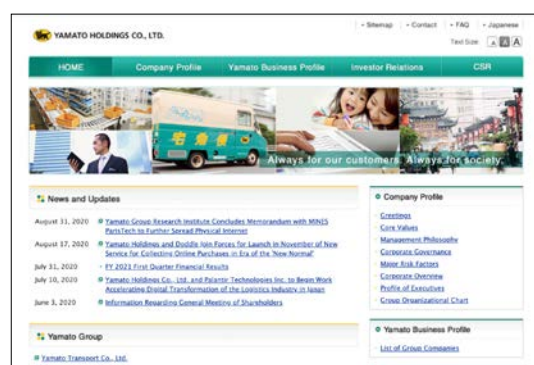 Sitemap Contact FAQ Japanese
YAMATO HOLDINGS CO., LTD.
Text Size A A A
HOME Company Profile Yamato Business Profile Investor Relations CSR
宅急便
Always for our customers. Always for society.
News and Updates
August 31, 2020 Yamato Group Research Institute Concludes Memorandum with MINES
ParisTech to Further Spread Physical Internet
August 17, 2020 Yamato Holdings and Doddle Join Forces for Launch in November of New
Service for Collecting Online Purchases in Era of the 'New Normal'
July 31, 2020 FY 2021 First Quarter Financial Results
July 10, 2020 Yamato Holdings Co., Ltd. and Palantir Technologies Inc. to Begin Work
Accelerating Digital Transformation of the Logistics Industry in Japan
June 3, 2020 Information Regarding General Meeting of Shareholders
Yamato Group
Yamato Transport Co., Ltd.
Company Profile
Greetings
Core Values
Management Philosophy
Corporate Governance
Major Risk Factors
Corporate Overview
Profile of Executives
Group Organizational Chart
Yamato Business Profile
List of Group Companies